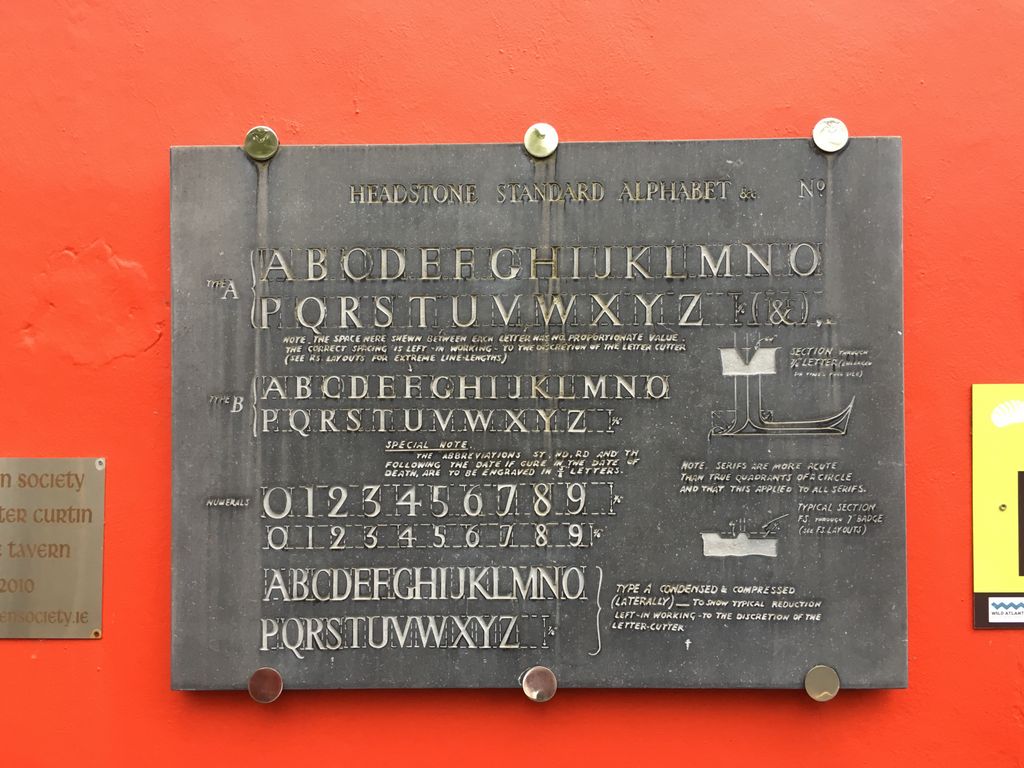 HEADSTONE STANDARD ALPHABET &c Nº
TYPE A
ABCDEFGHIJKLMNO
PQRSTUVWXYZ (&)
NOTE. THE SPACE HERE SHEWN BETWEEN EACH LETTER HAS NO PROPORTIONATE VALUE.
THE CORRECT SPACING IS LEFT-IN WORKING-TO THE DISCRETION OF THE LETTER CUTTER
(SEE F.S. LAYOUTS FOR EXTREME LINE-LENGTHS)
SECTION THROUGH
LETTER
TYPE B
ABCDEFGHIJKLMNO
PQRSTUVWXYZ
SPECIAL NOTE.
THE ABBREVIATIONS ST, ND, RD AND TH
FOLLOWING THE DATE IF GURE IN THE DATE OF
DEATH, ARE TO BE ENGRAVED IN LETTERS.
NOTE. SERIFS ARE MORE ACUTE
THAN TRUE QUADRANTS OF A CIRCLE
AND THAT THIS APPLIED TO ALL SERIFS.
NUMERALS
0123456789
0123456789
TYPICAL SECTION
F.S. THROUGH 7" BADGE
(SEE F.S. LAYOUTS)
ABCDEFGHIJKLMNO
PQRSTUVWXYZ
TYPE A CONDENSED & COMPRESSED
(LATERALLY) — TO SHOW TYPICAL REDUCTION
LEFT-IN WORKING-TO THE DISCRETION OF THE
LETTER-CUTTER
N SOCIETY
TER CURTIN
TAVERN
2010
ENSOCIETY.IE
WILD ATLANT